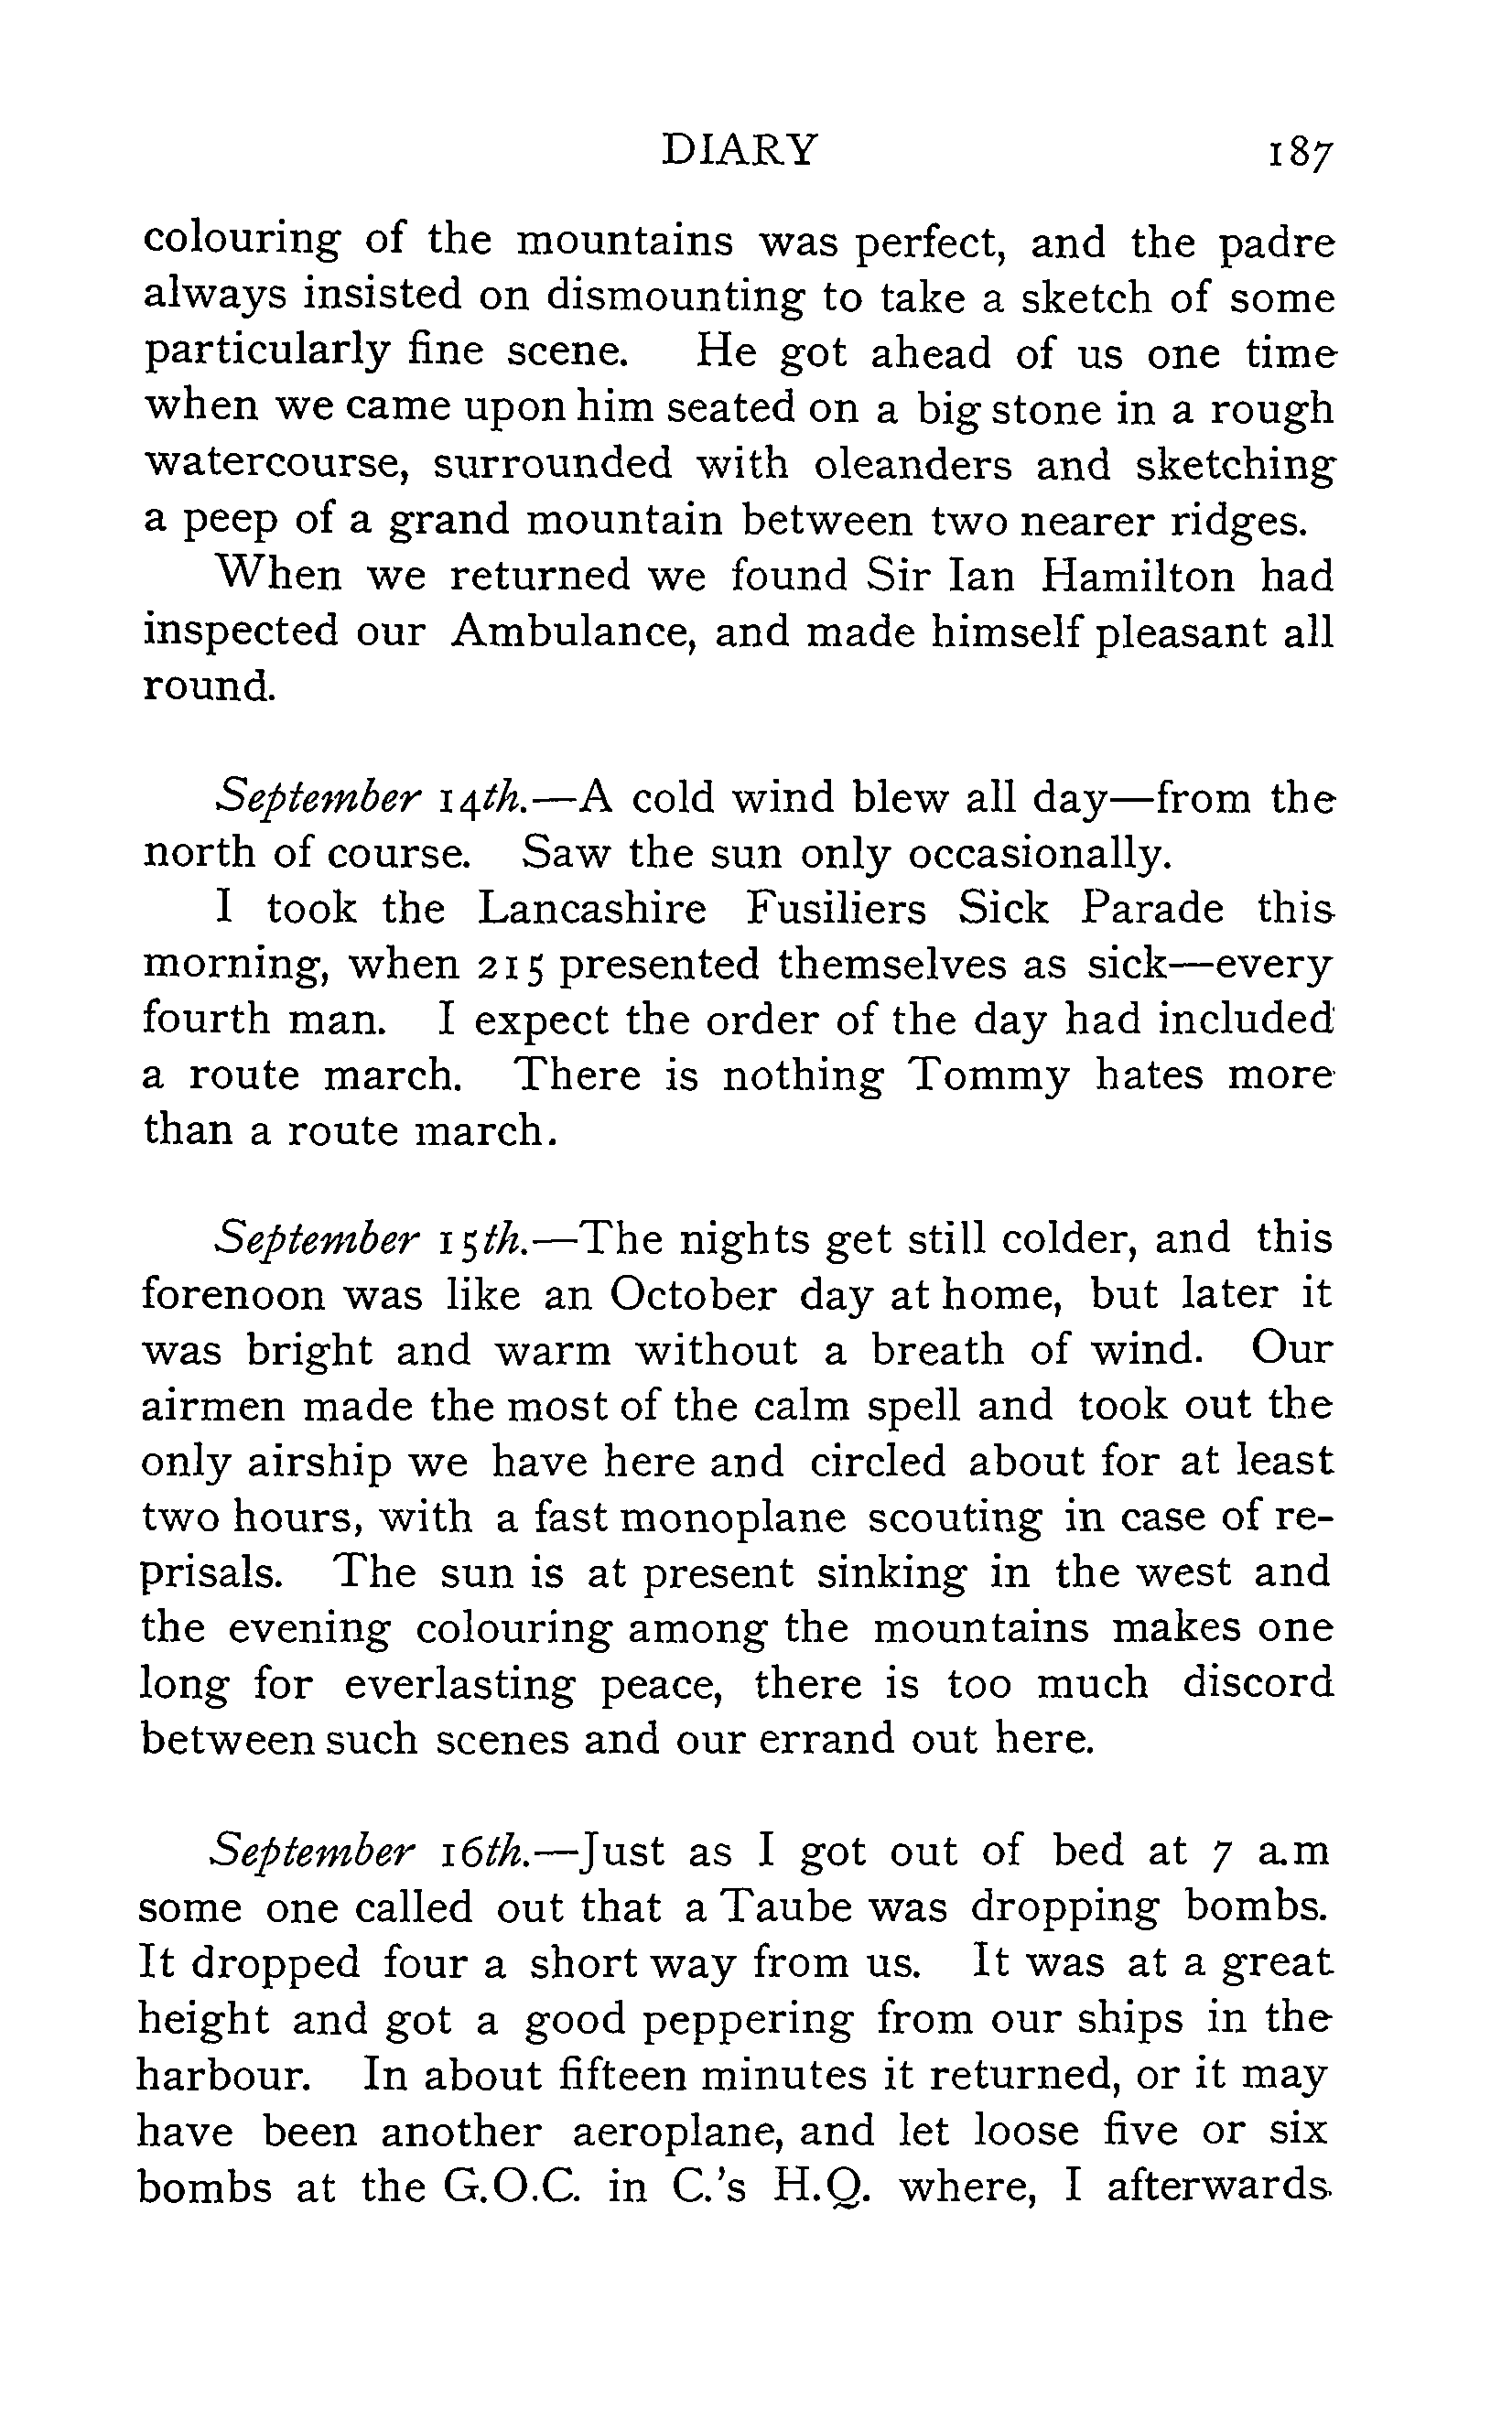 DIARY 187
colouring of the mountains was perfect, and the padre
always insisted on dismounting to take a sketch of some
particularly fine scene. He got ahead of us one time
when we came upon him seated on a big stone in a rough
watercourse, surrounded with oleanders and sketching
a peep of a grand mountain between two nearer ridges.
When we returned we found Sir Ian Hamilton had
inspected our Ambulance, and made himself pleasant all
round.
September 14th.—A cold wind blew all day—from the
north of course. Saw the sun only occasionally.
I took the Lancashire Fusiliers Sick Parade this
morning, when 215 presented themselves as sick—every
fourth man. I expect the order of the day had included
a route march. There is nothing Tommy hates more
than a route march.
September 15th.—The nights get still colder, and this
forenoon was like an October day at home, but later it
was bright and warm without a breath of wind. Our
airmen made the most of the calm spell and took out the
only airship we have here and circled about for at least
two hours, with a fast monoplane scouting in case of re-
prisals. The sun is at present sinking in the west and
the evening colouring among the mountains makes one
long for everlasting peace, there is too much discord
between such scenes and our errand out here.
September 16th.—Just as I got out of bed at 7 a.m
some one called out that a Taube was dropping bombs.
It dropped four a short way from us. It was at a great
height and got a good peppering from our ships in the
harbour. In about fifteen minutes it returned, or it may
have been another aeroplane, and let loose five or six
bombs at the G.O.C. in C.'s H.Q. where, I afterwards